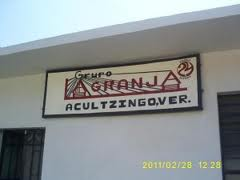 Grupo
LA GRANJA
ACULTZINGO,VER.
2011/02/28 12:28